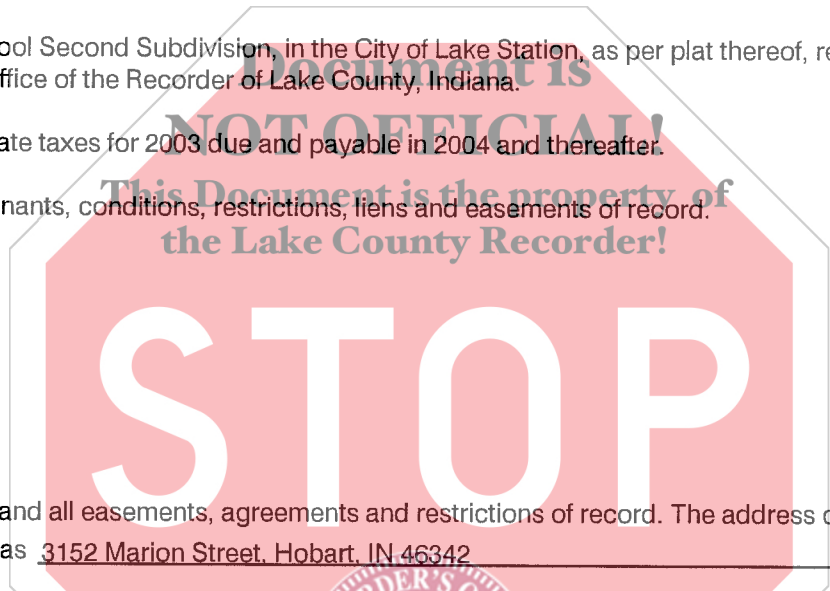 ool Second Subdivision, in the City of Lake Station, as per plat thereof, re
Document is
ffice of the Recorder of Lake County, Indiana.
NOT OFFICIAL!
ate taxes for 2003 due and payable in 2004 and thereafter.
This Document is the property of
nants, conditions, restrictions, liens and easements of record.
the Lake County Recorder!
STOP
and all easements, agreements and restrictions of record. The address o
as 3152 Marion Street, Hobart, IN 46342
RDER'S O